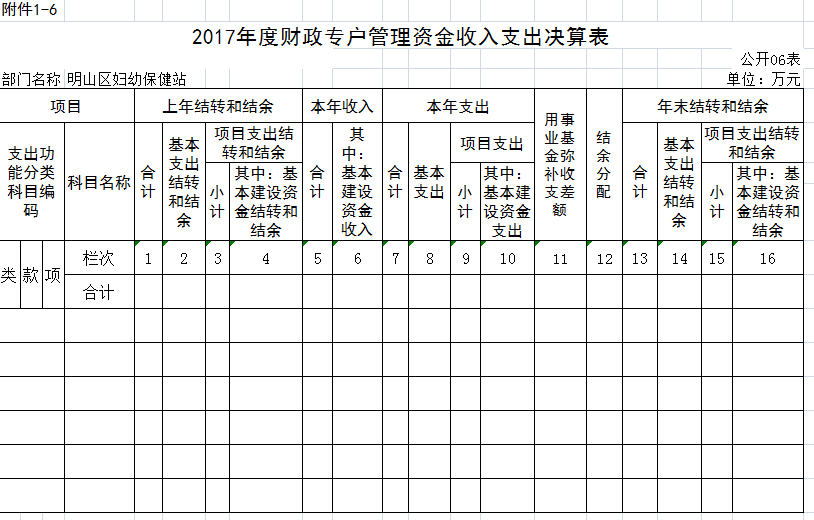 附件1-6
2017年度财政专户管理资金收入支出决算表
公开06表
部门名称 明山区妇幼保健站 单位：万元
项目 上年结转和结余 本年收入 本年支出 用事业基金弥补收支差额 结余分配 年末结转和结余
支出功能分类科目编码 科目名称 合计 基本支出结转和结余 项目支出结转和结余 合计 其中：基本建设资金收入 合计 基本支出 项目支出 合计 基本支出结转和结余 项目支出结转和结余
小计 其中：基本建设资金结转和结余 小计 其中：基本建设资金支出 小计 其中：基本建设资金结转和结余
类 款 项 栏次 1 2 3 4 5 6 7 8 9 10 11 12 13 14 15 16
合计